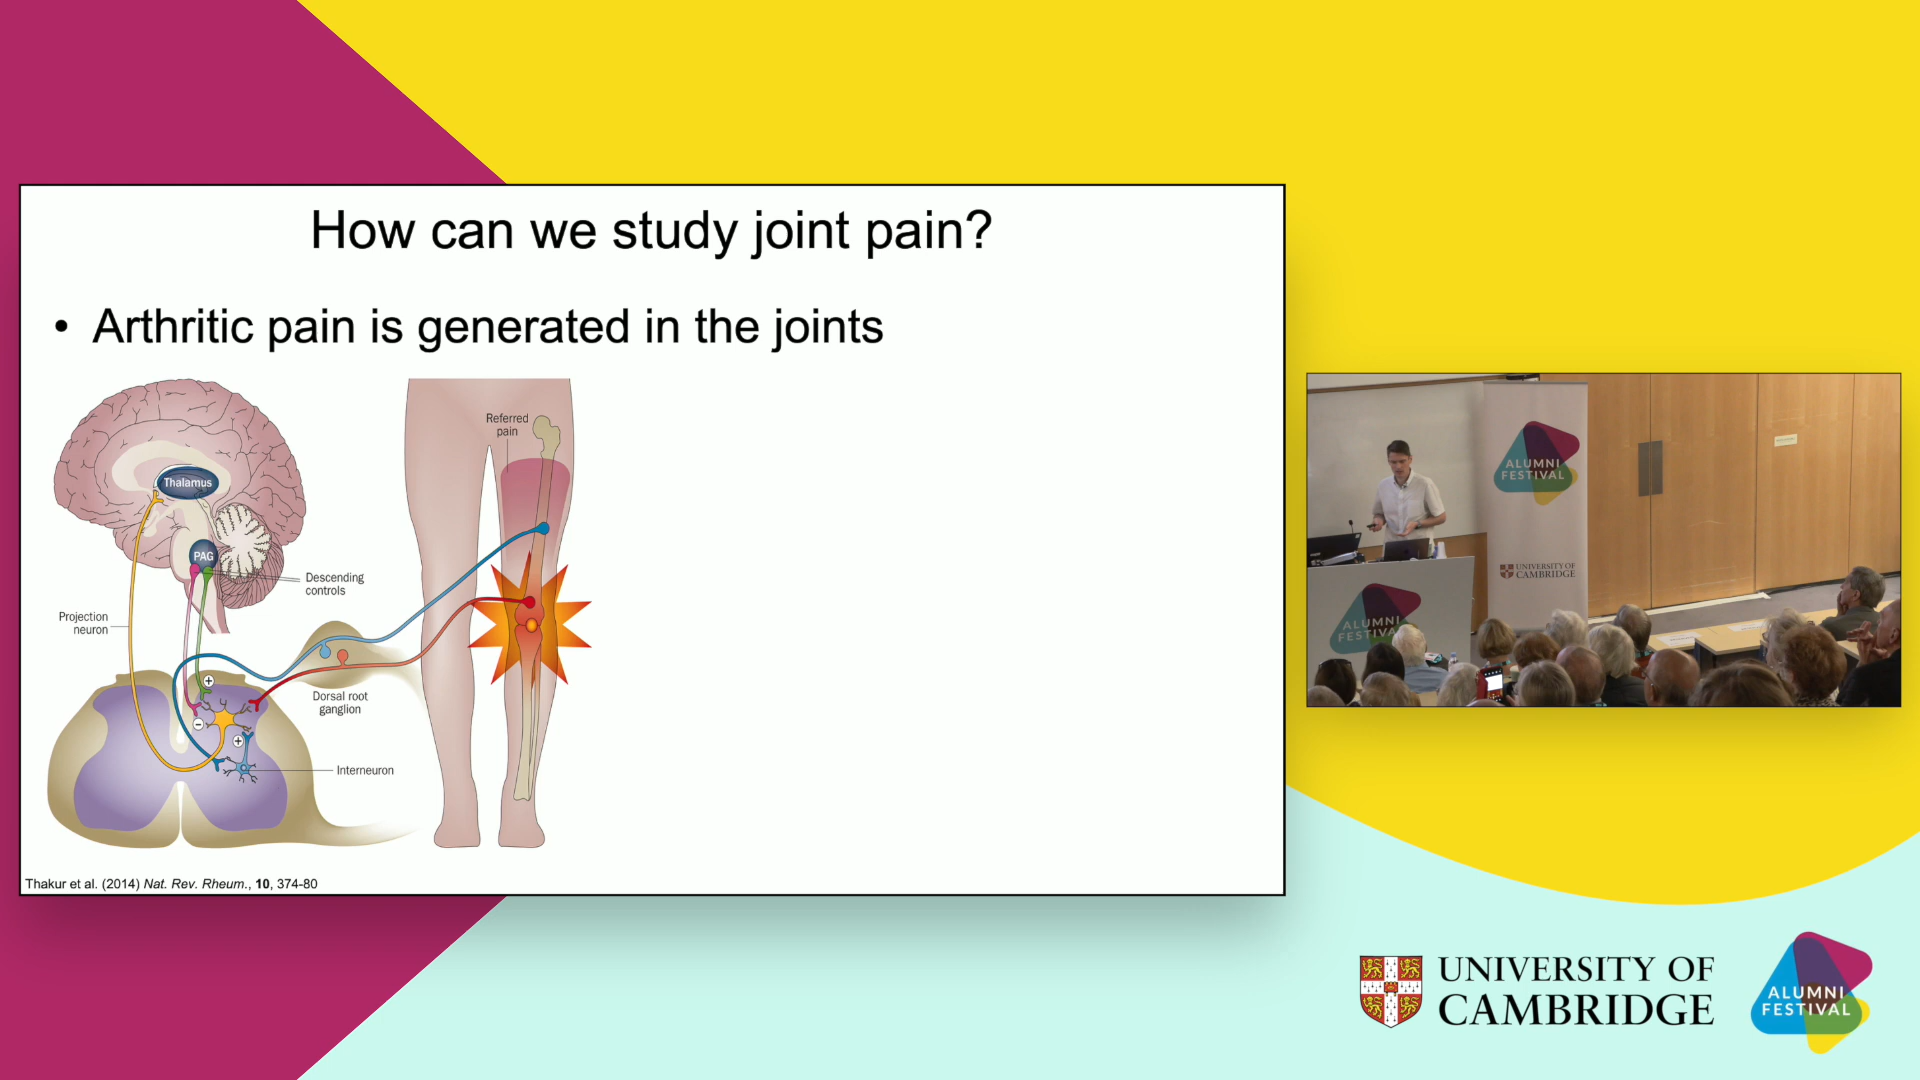 How can we study joint pain?
• Arthritic pain is generated in the joints
Referred
pain
Thalamus
PAG
Descending
controls
Projection
neuron
+
Dorsal root
ganglion
−
+
Interneuron
Thakur et al. (2014) Nat. Rev. Rheum., 10, 374-80
ALUMNI
FESTIVAL
UNIVERSITY OF
CAMBRIDGE
ALUMNI
FESTIVAL
UNIVERSITY OF
CAMBRIDGE
ALUMNI
FESTIVAL